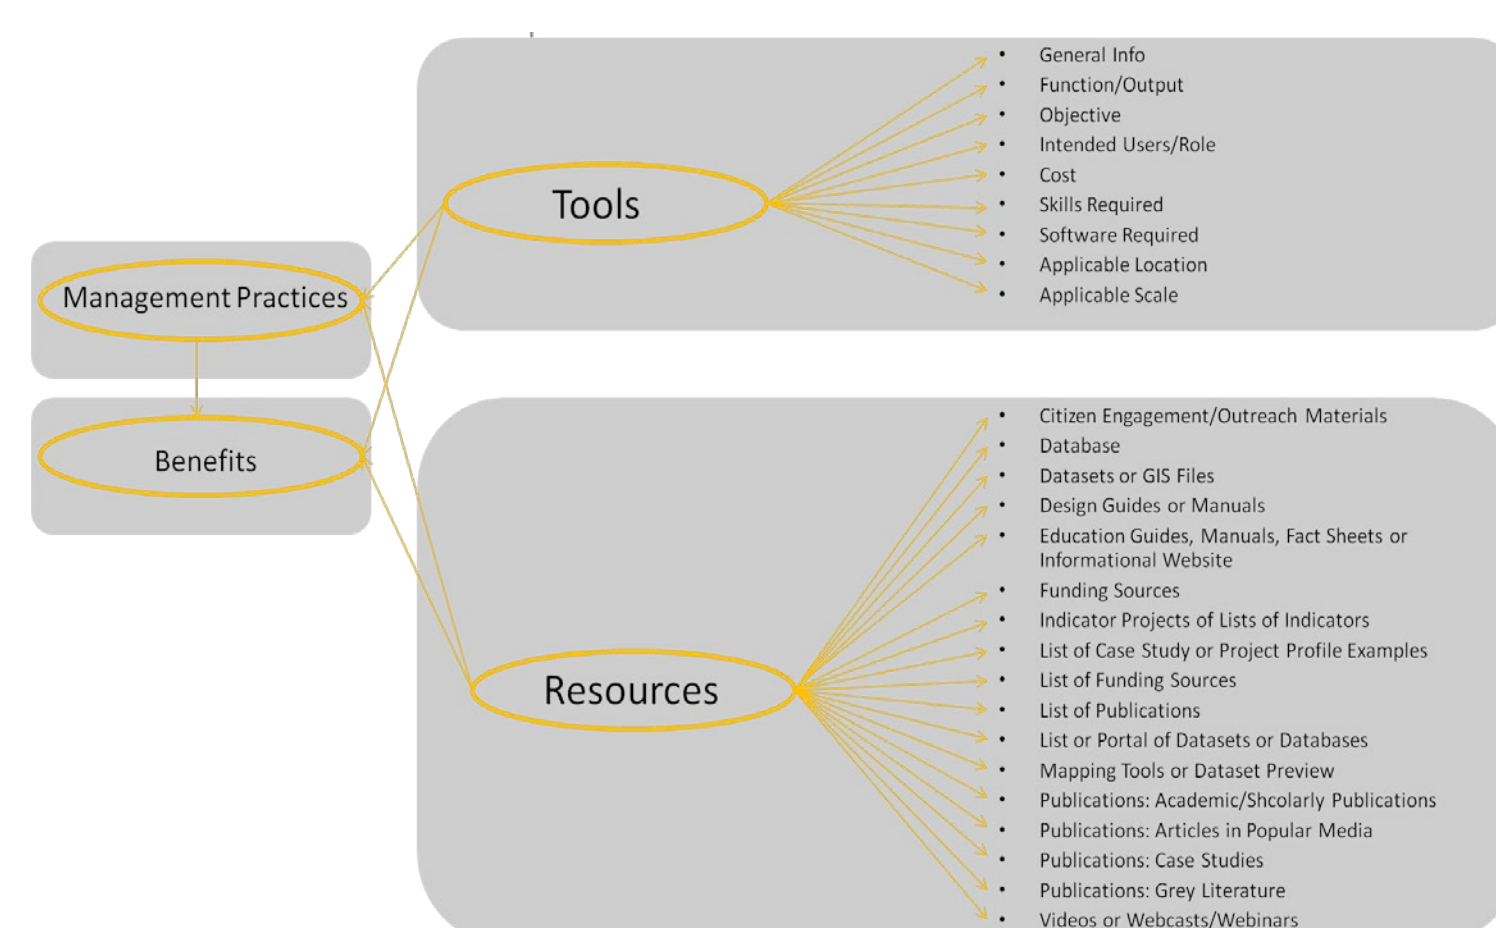 Tools
• General Info
• Function/Output
• Objective
• Intended Users/Role
• Cost
• Skills Required
• Software Required
• Applicable Location
• Applicable Scale
Management Practices
Benefits
Resources
• Citizen Engagement/Outreach Materials
• Database
• Datasets or GIS Files
• Design Guides or Manuals
• Education Guides, Manuals, Fact Sheets or
Informational Website
• Funding Sources
• Indicator Projects of Lists of Indicators
• List of Case Study or Project Profile Examples
• List of Funding Sources
• List of Publications
• List or Portal of Datasets or Databases
• Mapping Tools or Dataset Preview
• Publications: Academic/Shcolarly Publications
• Publications: Articles in Popular Media
• Publications: Case Studies
• Publications: Grey Literature
• Videos or Webcasts/Webinars